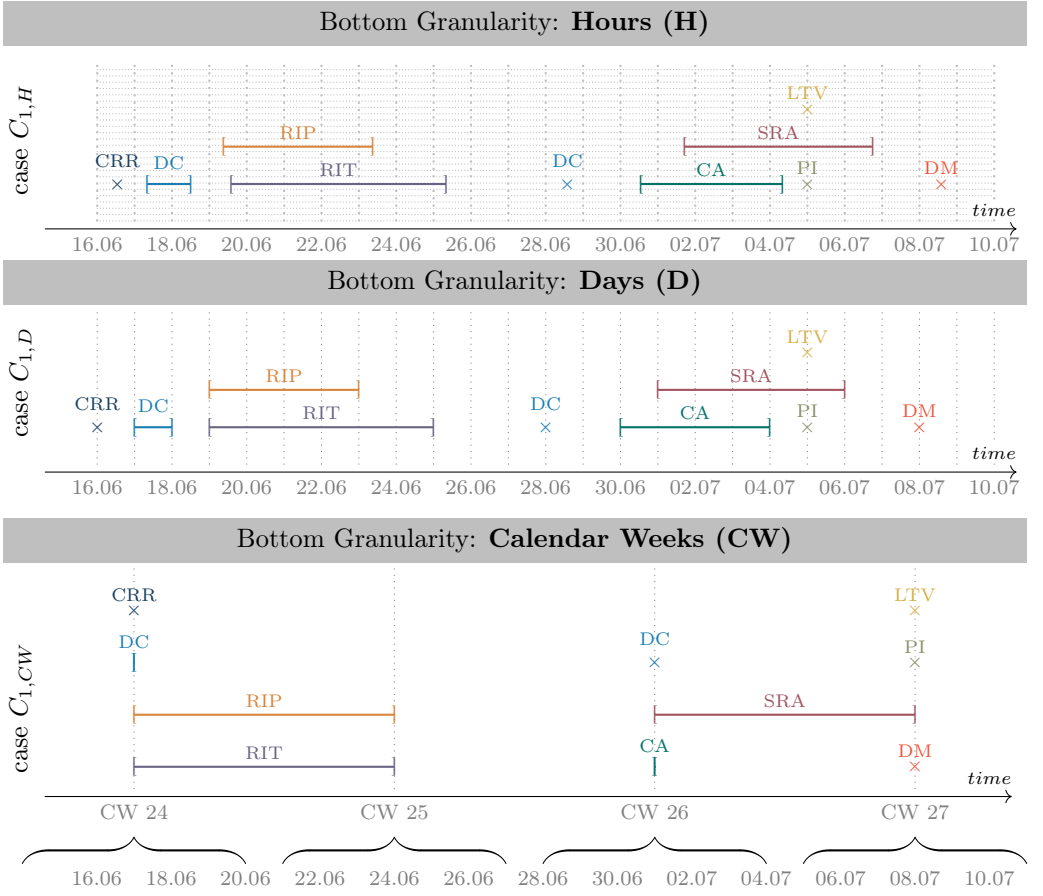 Bottom Granularity: Hours (H)
case C1,H
LTV
RIP SRA
CRR DC RIT DC CA PI DM
time
16.06 18.06 20.06 22.06 24.06 26.06 28.06 30.06 02.07 04.07 06.07 08.07 10.07
Bottom Granularity: Days (D)
case C1,D
LTV
RIP SRA
CRR DC RIT DC CA PI DM
time
16.06 18.06 20.06 22.06 24.06 26.06 28.06 30.06 02.07 04.07 06.07 08.07 10.07
Bottom Granularity: Calendar Weeks (CW)
case C1,CW
CRR LTV
DC DC PI
RIP SRA
RIT CA DM
time
CW 24 CW 25 CW 26 CW 27
16.06 18.06 20.06 22.06 24.06 26.06 28.06 30.06 02.07 04.07 06.07 08.07 10.07